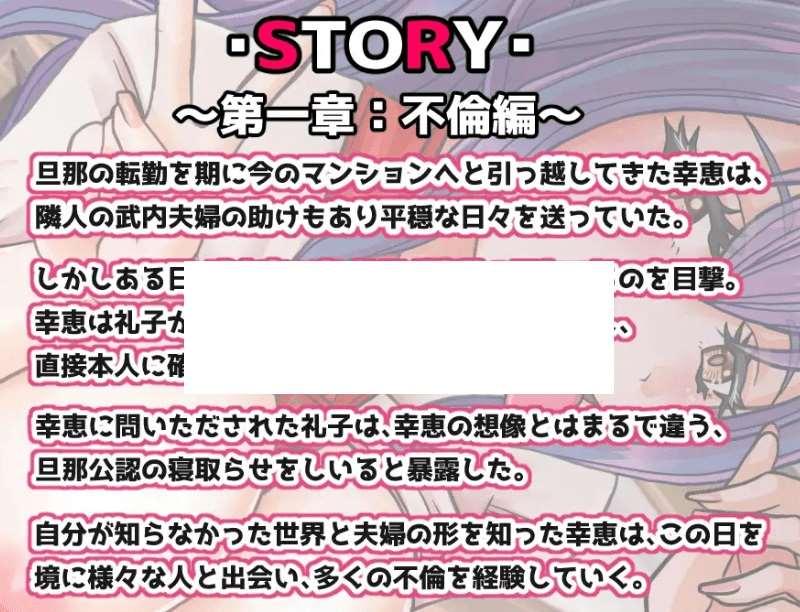 ・STORY・
～第一章：不倫編～
旦那の転勤を期に今のマンションへと引っ越してきた幸恵は、
隣人の武内夫婦の助けもあり平穏な日々を送っていた。
しかしある日 のを目撃。
幸恵は礼子が 、
直接本人に確
幸恵に問いただされた礼子は、幸恵の想像とはまるで違う、
旦那公認の寝取らせをしいると暴露した。
自分が知らなかった世界と夫婦の形を知った幸恵は、この日を
境に様々な人と出会い、多くの不倫を経験していく。